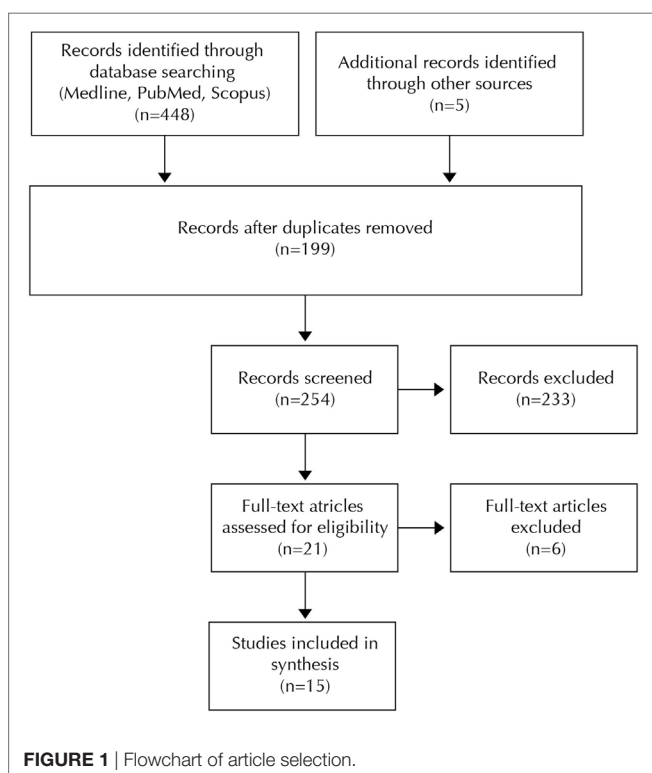 Records identified through
database searching
(Medline, PubMed, Scopus)
(n=448)
Additional records identified
through other sources
(n=5)
Records after duplicates removed
(n=199)
Records screened
(n=254)
Records excluded
(n=233)
Full-text atricles
assessed for eligibility
(n=21)
Full-text articles
excluded
(n=6)
Studies included in
synthesis
(n=15)
FIGURE 1 | Flowchart of article selection.